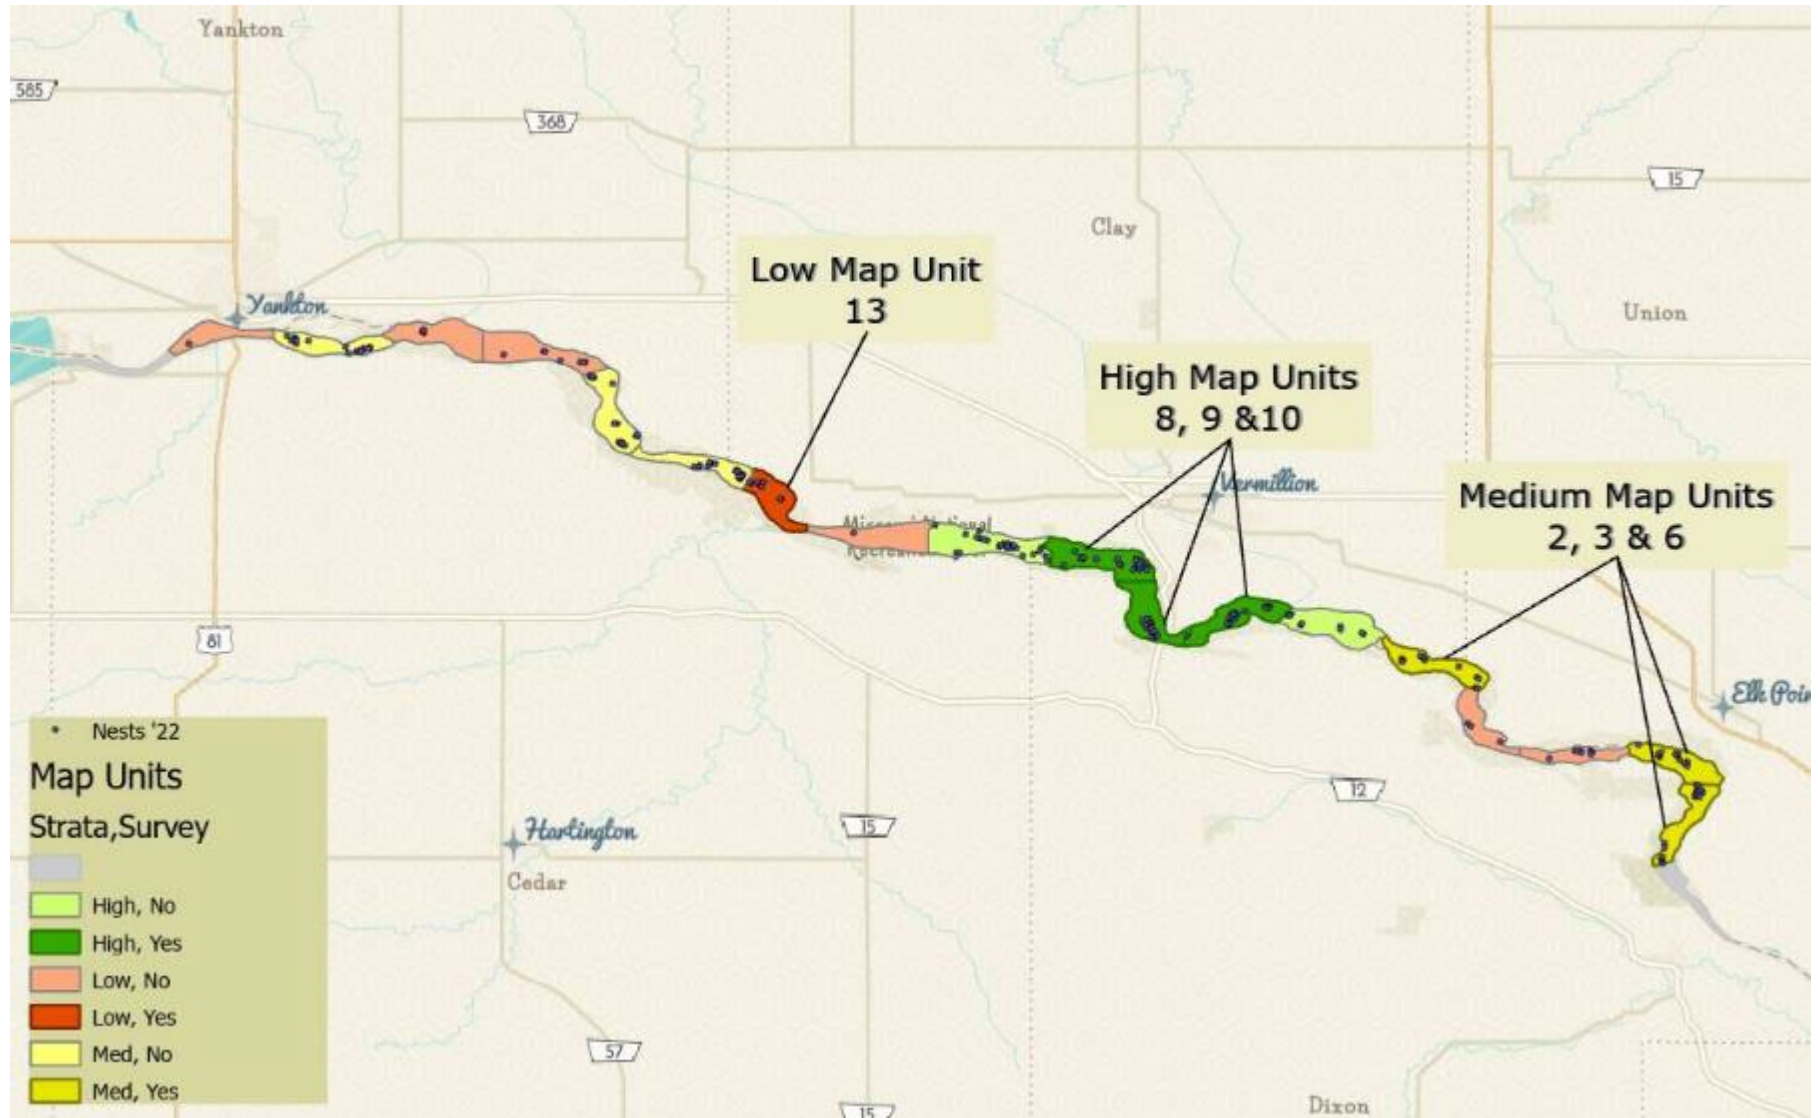 Yankton
585
368
15
Clay
Low Map Unit
13
Union
Yankton
High Map Units
8, 9 &10
Vermillion
Medium Map Units
2, 3 & 6
National
81
Elk Poin
Nests '22
Map Units
Strata,Survey
High, No
High, Yes
Low, No
Low, Yes
Med, No
Med, Yes
12
15
Hartington
Cedar
57
15
Dixon